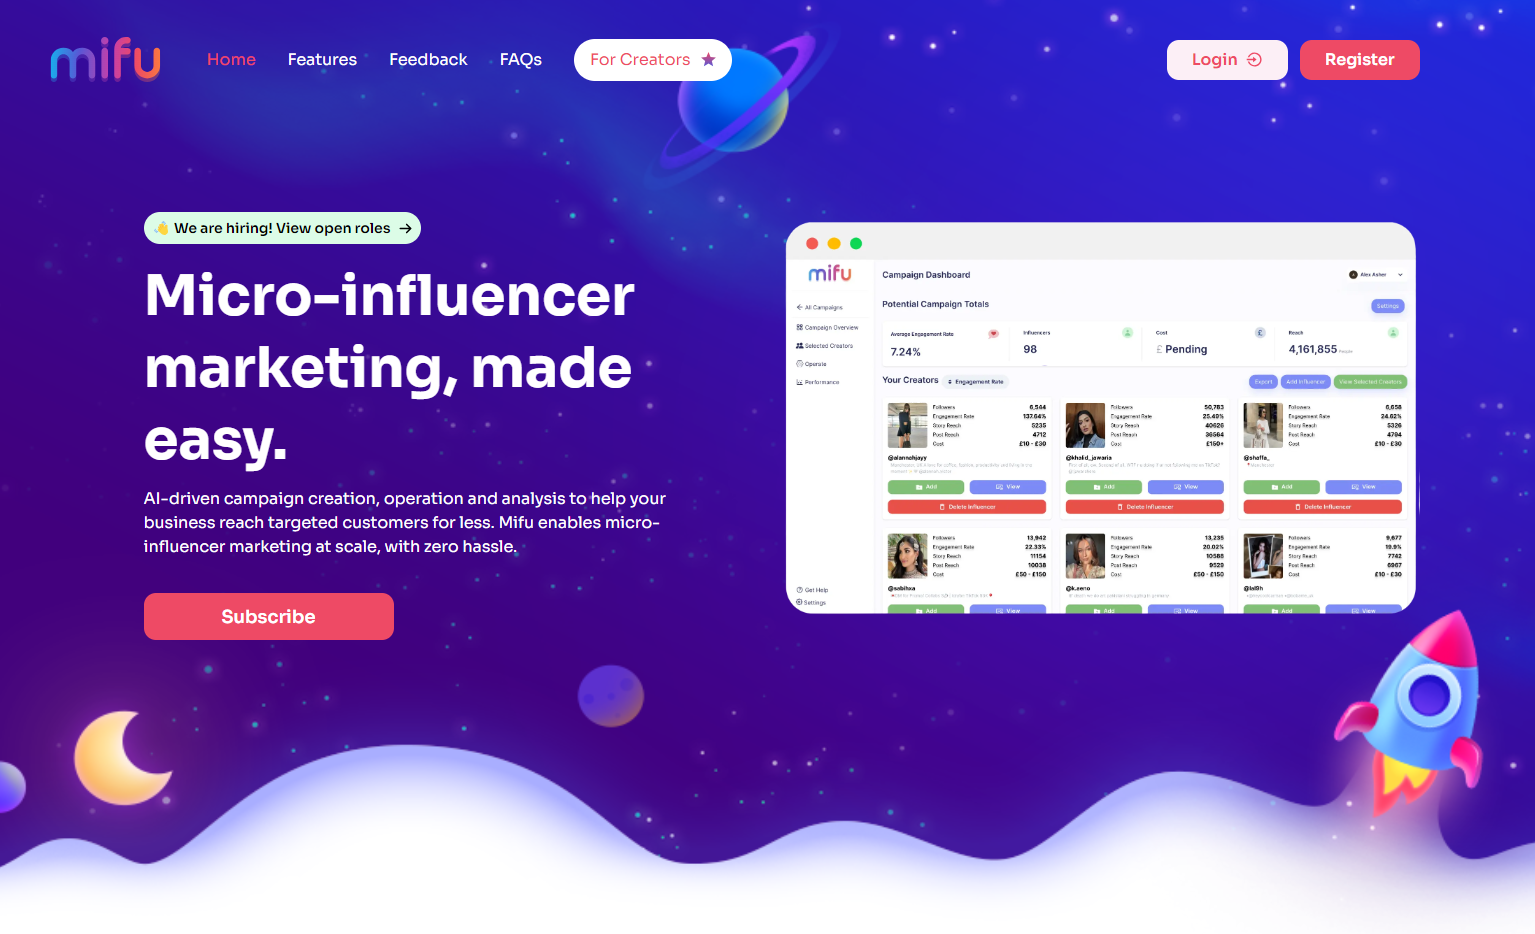 mifu
Home
Features
Feedback
FAQs
For Creators
Login
Register
We are hiring! View open roles
Micro-influencer
marketing, made
easy.
AI-driven campaign creation, operation and analysis to help your
business reach targeted customers for less. Mifu enables micro-
influencer marketing at scale, with zero hassle.
Subscribe
mifu
Campaign Dashboard
Alex Asher
All Campaigns
Campaign Overview
Selected Creators
Operate
Performance
Get Help
Settings
Potential Campaign Totals
Settings
Average Engagement Rate
7.24%
Influencers
98
Cost
£ Pending
Reach
4,161,855 People
Your Creators
Engagement Rate
Export
Add Influencer
View Selected Creators
Followers 6,544
Engagement Rate 137.64%
Story Reach 5235
Post Reach 4712
Cost £10 - £30
@alannahjayy
Add
View
Delete Influencer
Followers 50,783
Engagement Rate 25.49%
Story Reach 40626
Post Reach 36564
Cost £150+
@khalid_jawaria
Add
View
Delete Influencer
Followers 6,658
Engagement Rate 24.62%
Story Reach 5326
Post Reach 4794
Cost £10 - £30
@shaffa_
Manchester
Add
View
Delete Influencer
Followers 13,942
Engagement Rate 22.33%
Story Reach 11154
Post Reach 10038
Cost £50 - £150
@sabihxa
Add
View
Followers 13,235
Engagement Rate 20.02%
Story Reach 10588
Post Reach 9529
Cost £50 - £150
@k.aeno
Add
View
Followers 9,677
Engagement Rate 19.9%
Story Reach 7742
Post Reach 6967
Cost £10 - £30
Add
View